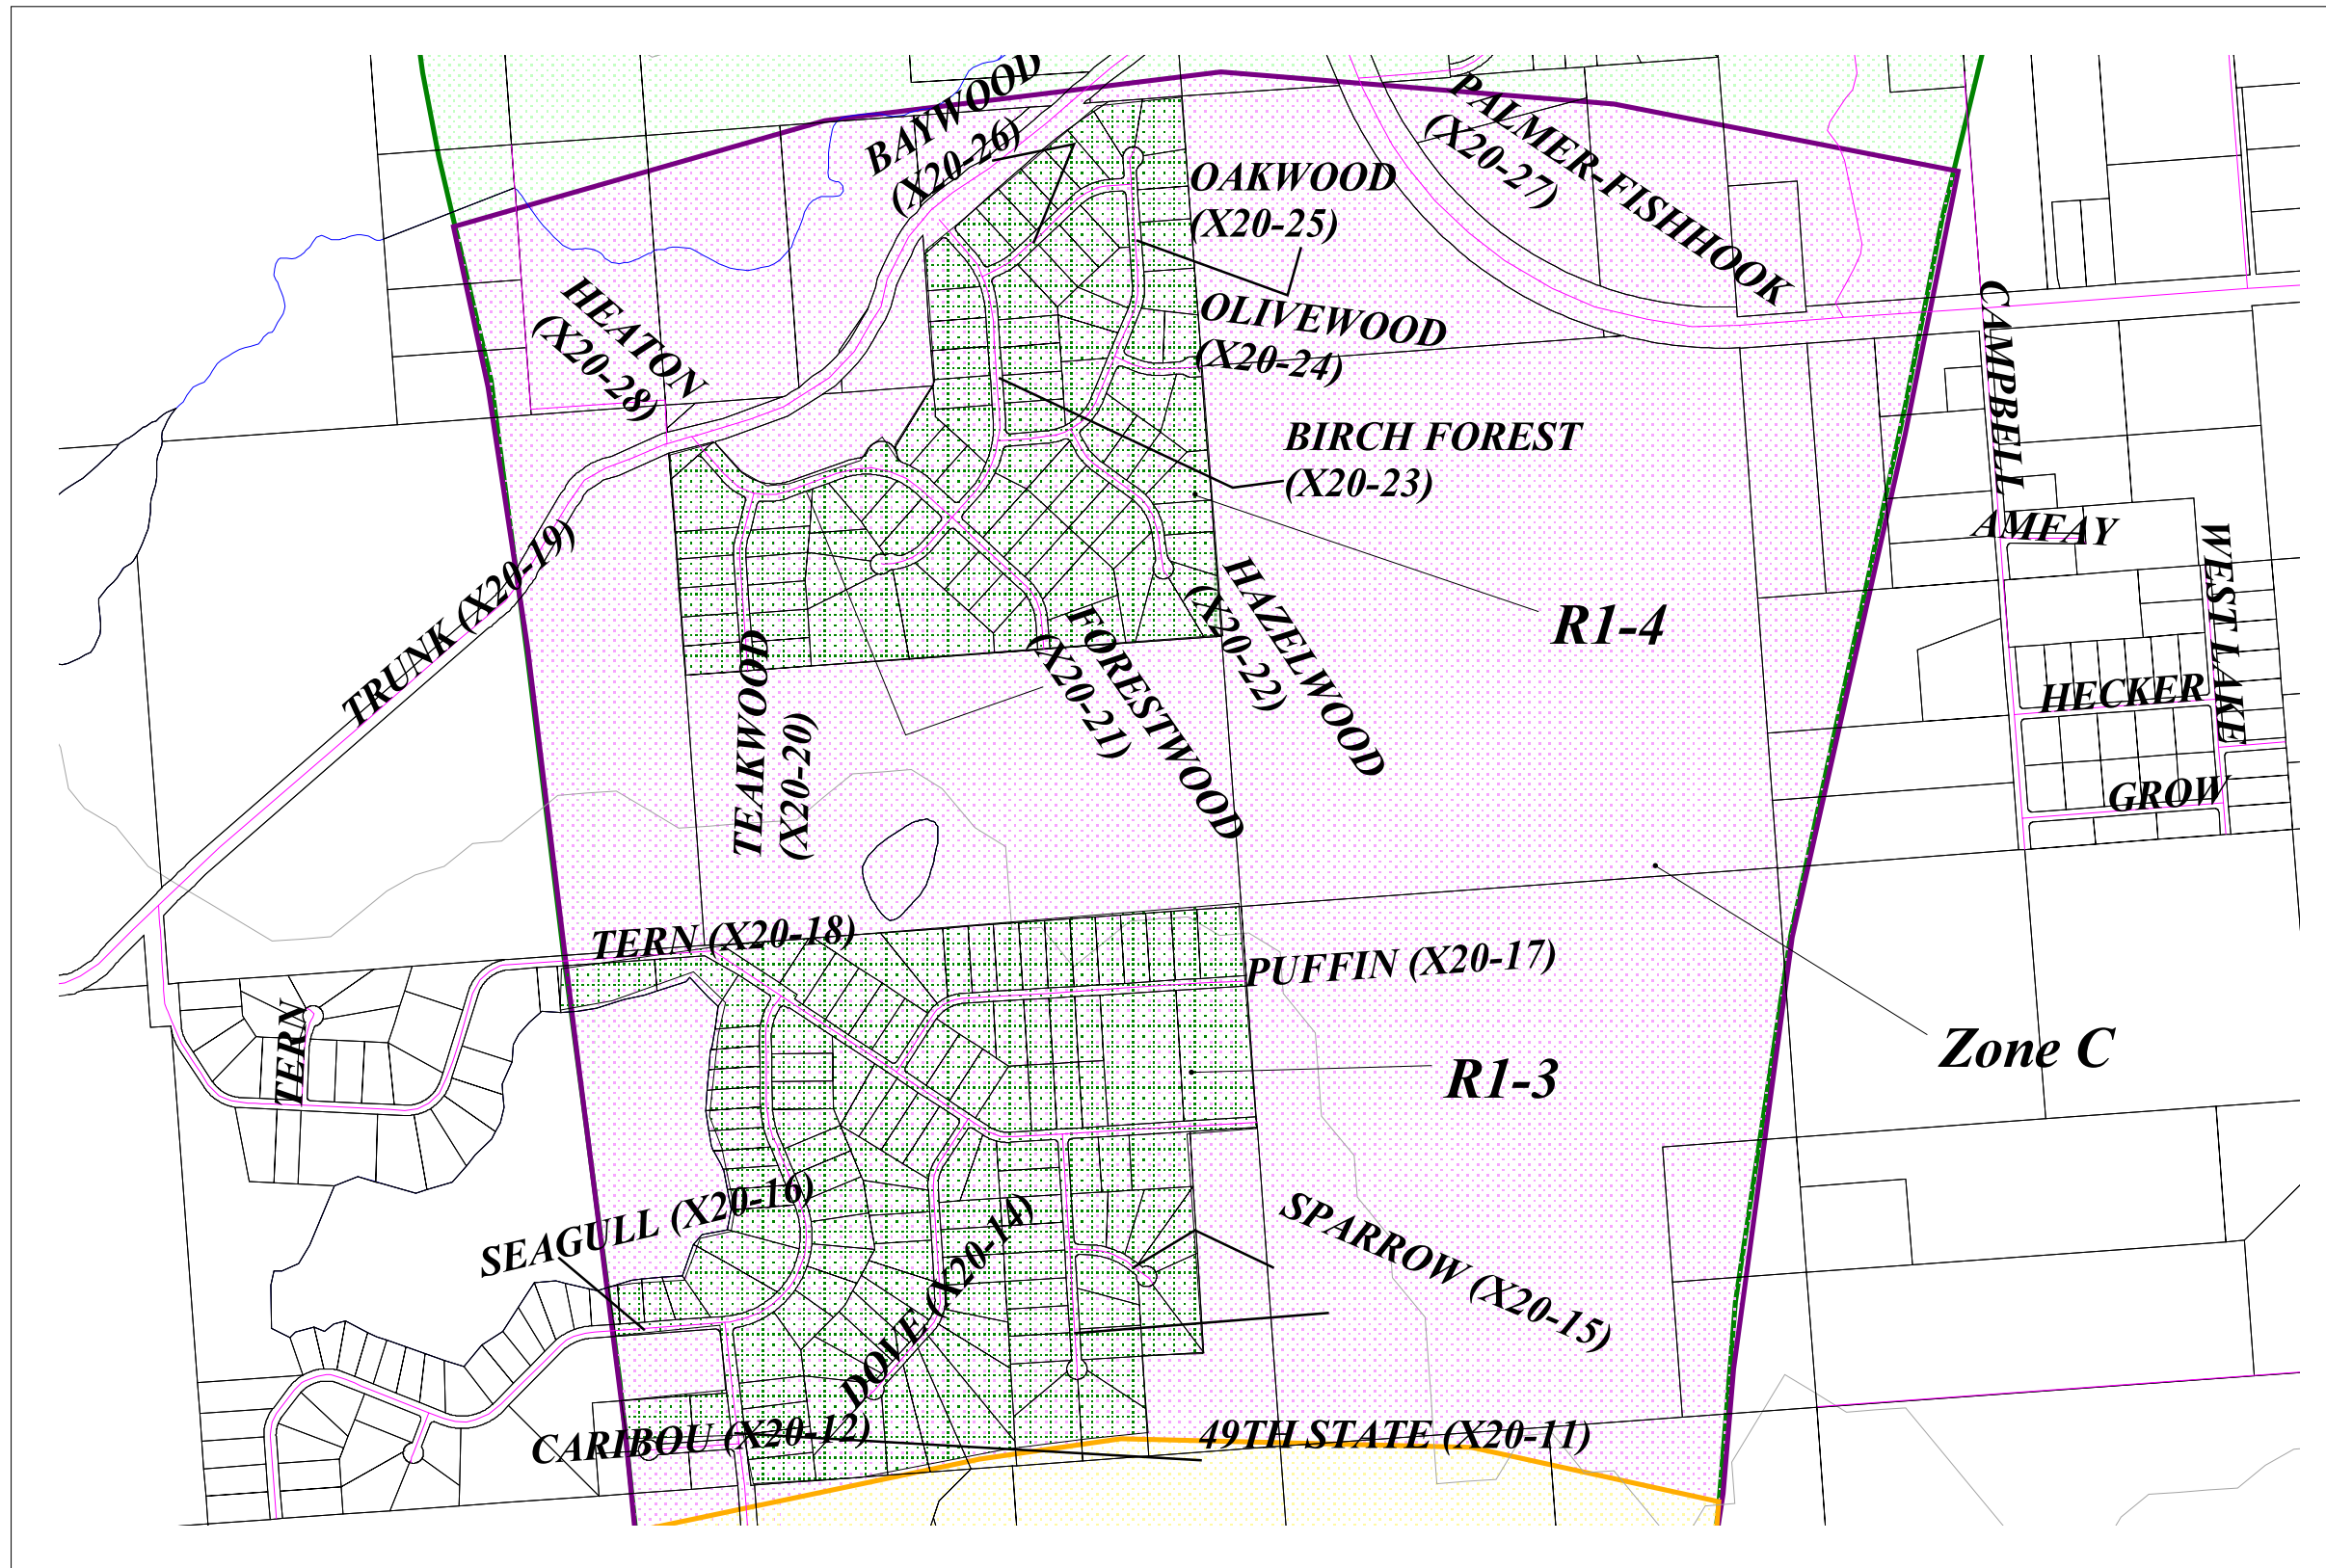 BAYWOOD
(X20-26)
PALMER-FISHHOOK
(X20-27)
OAKWOOD
(X20-25)
HEATON
(X20-28)
OLIVEWOOD
(X20-24)
CAMPBELL
BIRCH FOREST
(X20-23)
TRUNK (X20-19)
AMFAY
WEST LAKE
HAZELWOOD
(X20-22)
R1-4
FORESTWOOD
(X20-21)
TEAKWOOD
(X20-20)
HECKER
GROW
TERN (X20-18)
PUFFIN (X20-17)
TERN
Zone C
R1-3
SEAGULL (X20-16)
SPARROW (X20-15)
DOVE (X20-14)
CARIBOU (X20-12)
49TH STATE (X20-11)